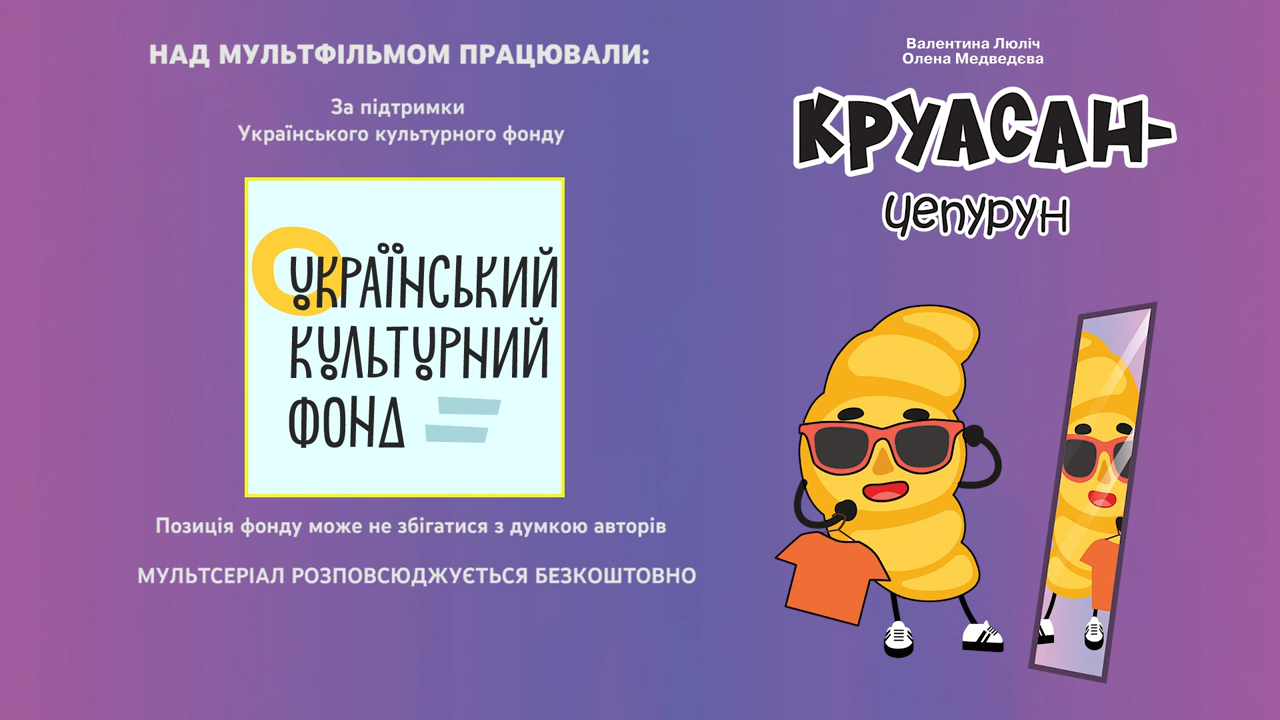 НАД МУЛЬТФІЛЬМОМ ПРАЦЮВАЛИ:
За підтримки
Українського культурного фонду
УКРАЇНСЬКИЙ
КУЛЬТУРНИЙ
ФОНД
Позиція фонду може не збігатися з думкою авторів
МУЛЬТСЕРІАЛ РОЗПОВСЮДЖУЄТЬСЯ БЕЗКОШТОВНО
Валентина Люліч
Олена Медведєва
КРУАСАН-
цепурун